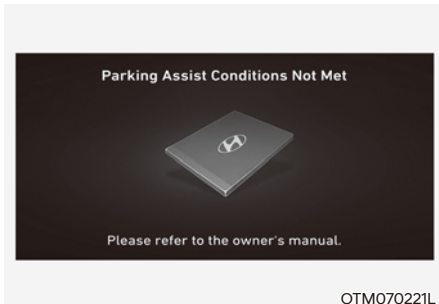 Parking Assist Conditions Not Met
Please refer to the owner's manual.
OTM070221L